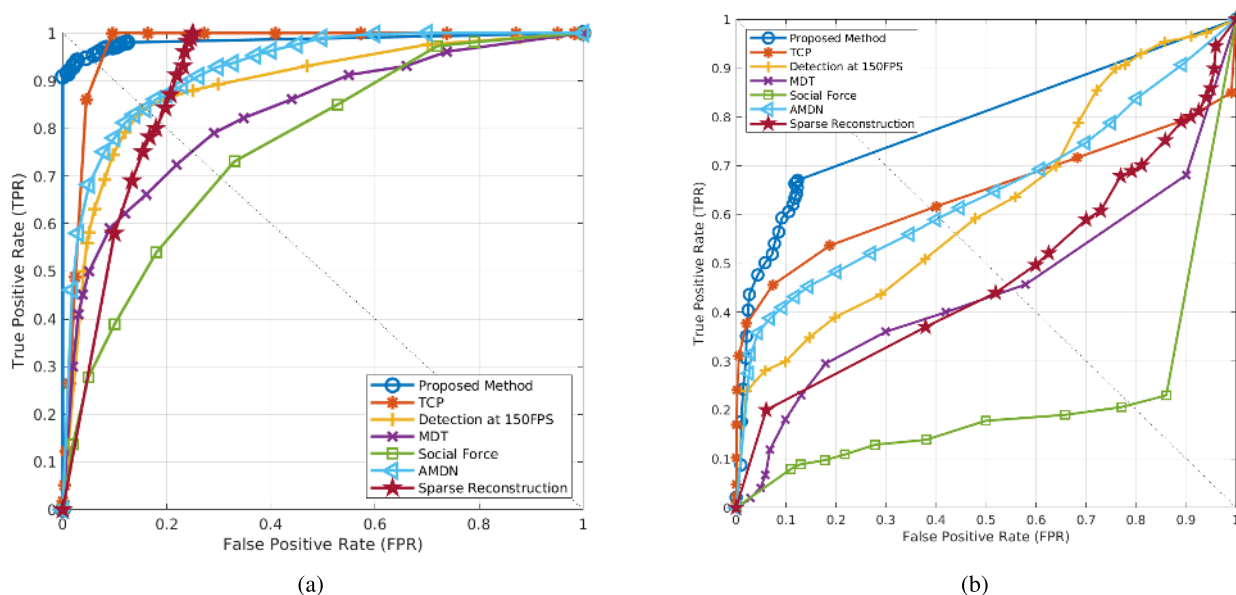 1
0.9
0.8
0.7
0.6
0.5
0.4
0.3
0.2
0.1
0
True Positive Rate (TPR)
Proposed Method
TCP
Detection at 150FPS
MDT
Social Force
AMDN
Sparse Reconstruction
0 0.2 0.4 0.6 0.8 1
False Positive Rate (FPR)
(a)
1
0.9
0.8
0.7
0.6
0.5
0.4
0.3
0.2
0.1
0
True Positive Rate (TPR)
Proposed Method
TCP
Detection at 150FPS
MDT
Social Force
AMDN
Sparse Reconstruction
0 0.1 0.2 0.3 0.4 0.5 0.6 0.7 0.8 0.9 1
False Positive Rate (FPR)
(b)